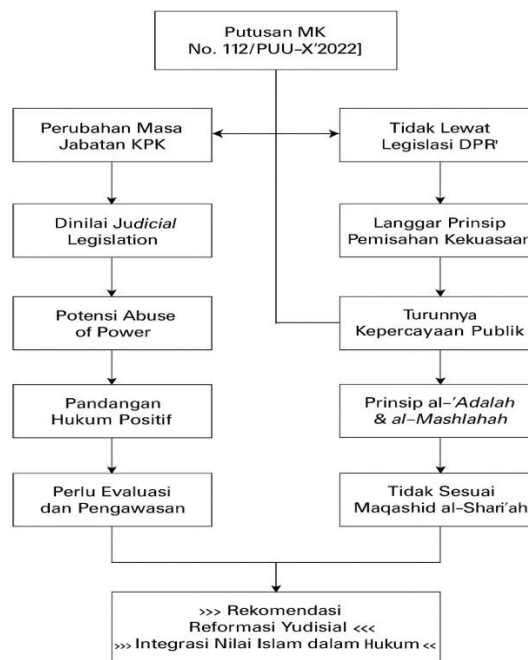 Putusan MK
No. 112/PUU-X'2022]
Perubahan Masa
Jabatan KPK
Tidak Lewat
Legislasi DPR'
Dinilai Judicial
Legislation
Langgar Prinsip
Pemisahan Kekuasaan
Potensi Abuse
of Power
Turunnya
Kepercayaan Publik
Pandangan
Hukum Positif
Prinsip al-'Adalah
& al-Mashlahah
Perlu Evaluasi
dan Pengawasan
Tidak Sesuai
Maqashid al-Shari'ah
>>> Rekomendasi
Reformasi Yudisial <<<
>>> Integrasi Nilai Islam dalam Hukum <<